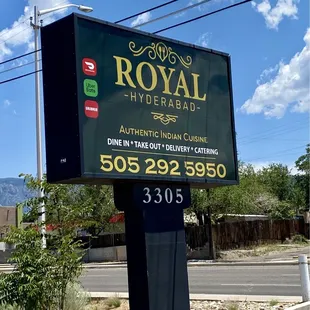 ROYAL
- HYDERABAD -
AUTHENTIC INDIAN CUISINE
DINE IN * TAKE OUT * DELIVERY * CATERING
505 292 5950
3305